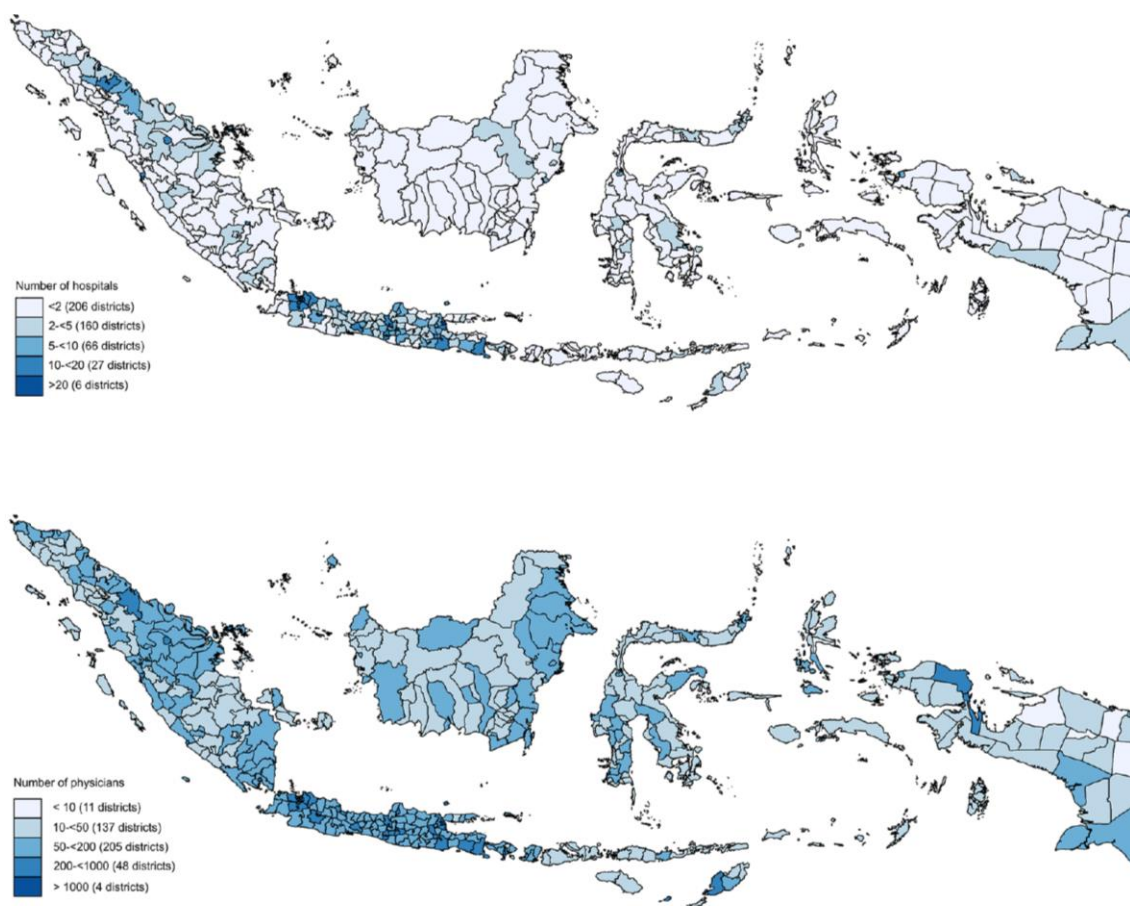 Number of hospitals
<2 (206 districts)
2-<5 (160 districts)
5-<10 (66 districts)
10-<20 (27 districts)
>20 (6 districts)
Number of physicians
< 10 (11 districts)
10-<50 (137 districts)
50-<200 (205 districts)
200-<1000 (48 districts)
> 1000 (4 districts)